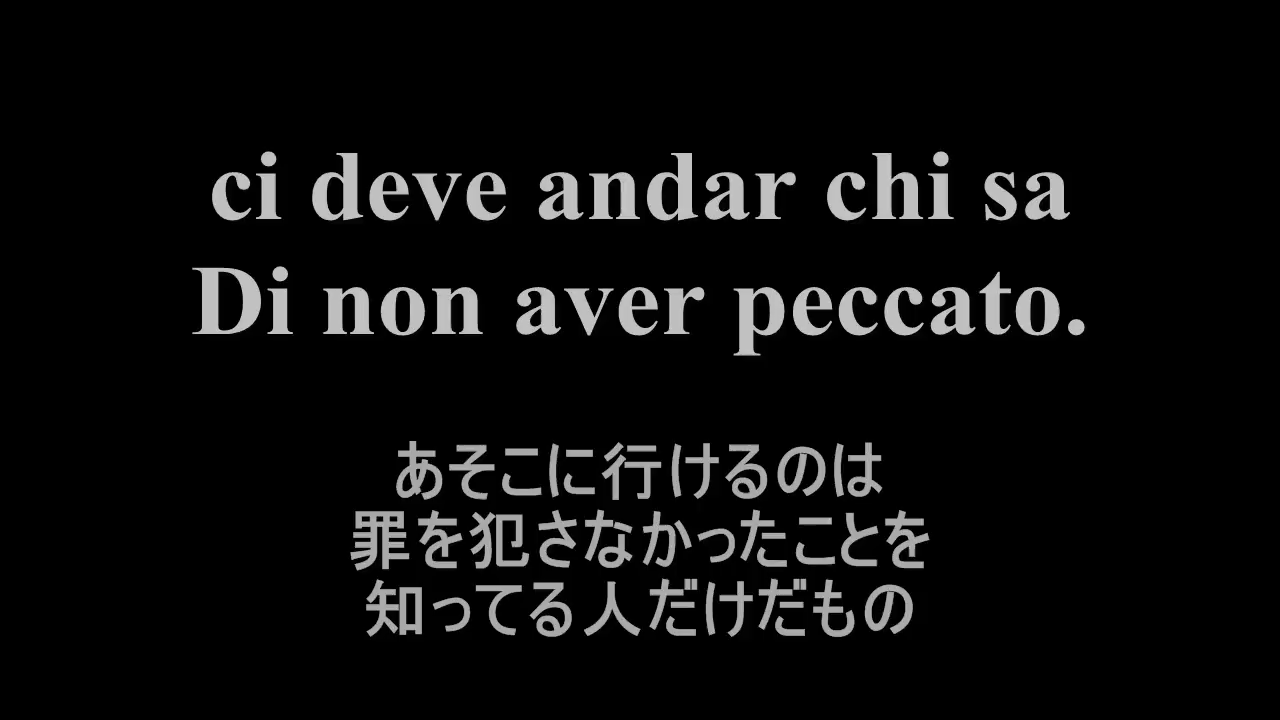 ci deve andar chi sa
Di non aver peccato.
あそこに行けるのは
罪を犯さなかったことを
知ってる人だけだもの